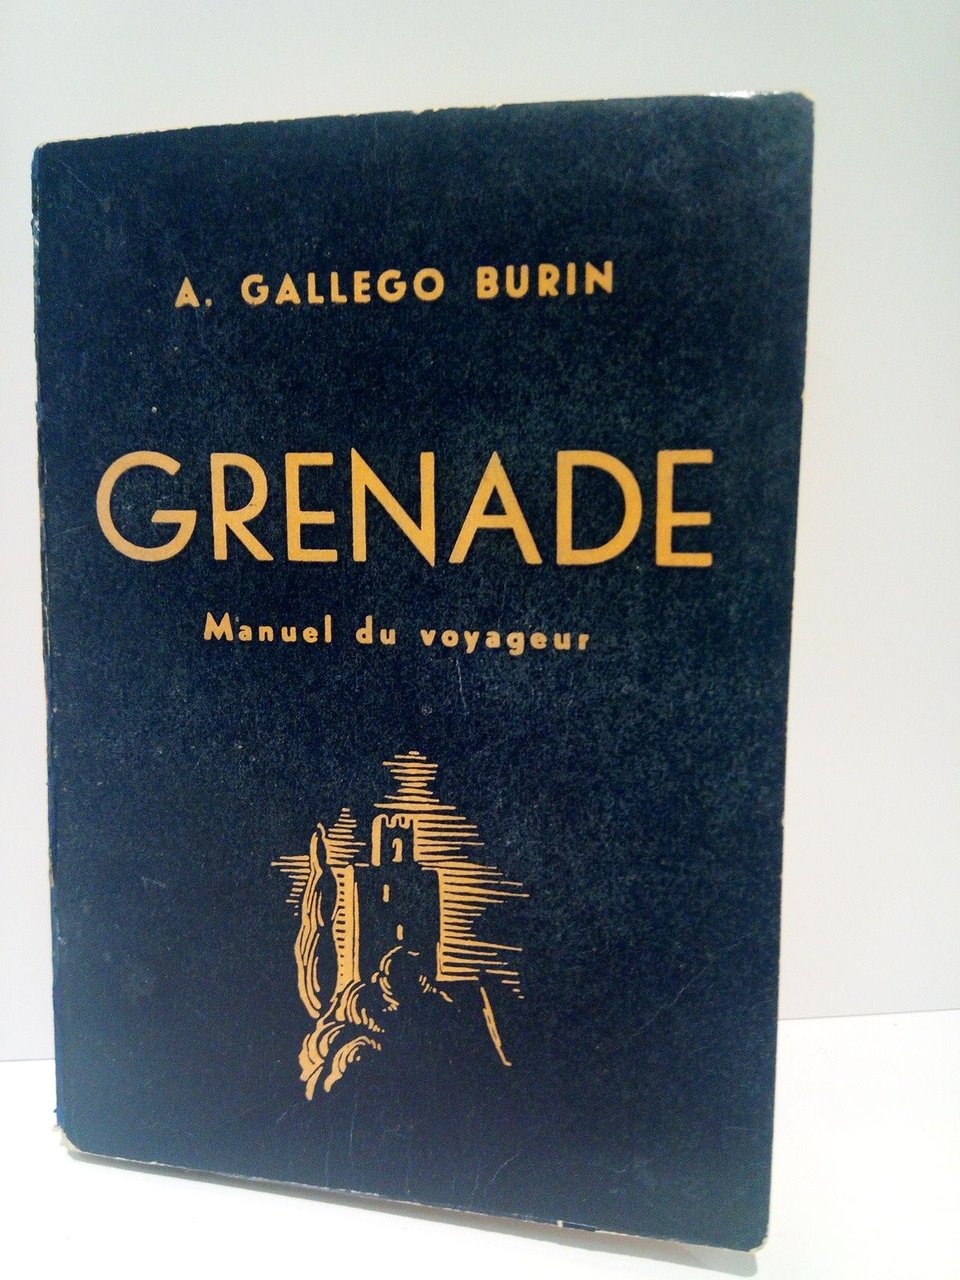 A. GALLEGO BURIN
GRENADE
Manuel du voyageur